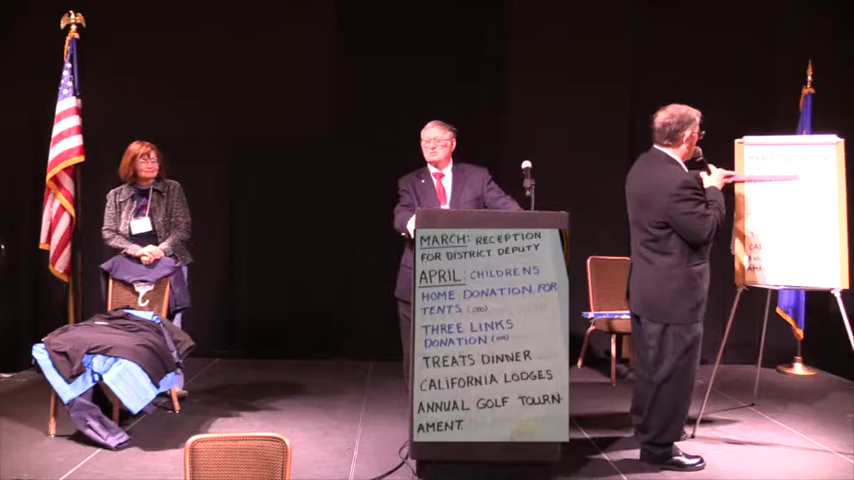 MARCH: RECEPTION
FOR DISTRICT DEPUTY
APRIL: CHILDRENS
HOME DONATION FOR
TENTS
THREE LINKS
DONATION
TREATS DINNER
CALIFORNIA LODGES
ANNUAL GOLF TOURN
AMENT.